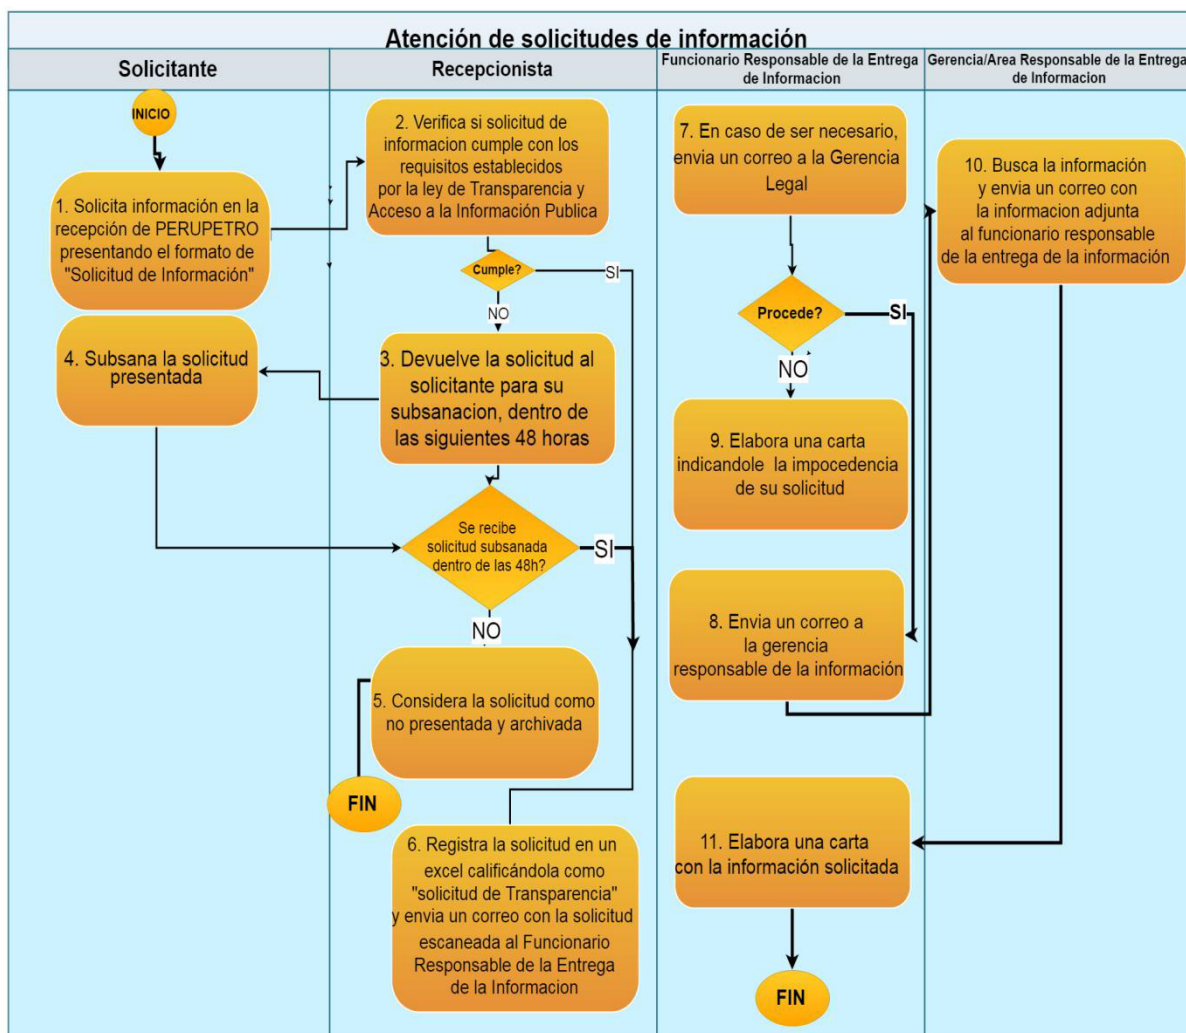 Atención de solicitudes de información
Solicitante
Recepcionista
Funcionario Responsable de la Entrega
de Informacion
Gerencia/Area Responsable de la Entrega
de Informacion
INICIO
1. Solicita información en la
recepción de PERUPETRO
presentando el formato de
"Solicitud de Información"
2. Verifica si solicitud de
informacion cumple con los
requisitos establecidos
por la ley de Transparencia y
Acceso a la Información Publica
Cumple?
SI
NO
3. Devuelve la solicitud al
solicitante para su
subsanacion, dentro de
las siguientes 48 horas
4. Subsana la solicitud
presentada
Se recibe
solicitud subsanada
dentro de las 48h?
SI
NO
5. Considera la solicitud como
no presentada y archivada
FIN
6. Registra la solicitud en un
excel calificándola como
"solicitud de Transparencia"
y envia un correo con la solicitud
escaneada al Funcionario
Responsable de la Entrega
de la Informacion
7. En caso de ser necesario,
envia un correo a la Gerencia
Legal
Procede?
SI
NO
9. Elabora una carta
indicandole la impocedencia
de su solicitud
8. Envia un correo a
la gerencia
responsable de la información
10. Busca la información
y envia un correo con
la informacion adjunta
al funcionario responsable
de la entrega de la información
11. Elabora una carta
con la información solicitada
FIN